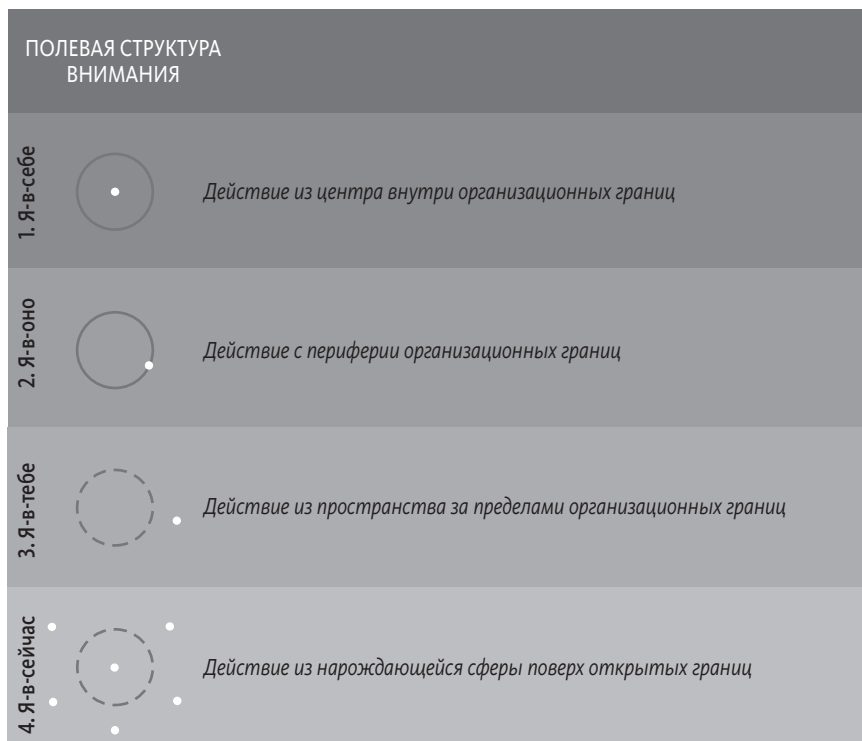 ПОЛЕВАЯ СТРУКТУРА
ВНИМАНИЯ
1. Я-в-себе
Действие из центра внутри организационных границ
2. Я-в-оно
Действие с периферии организационных границ
3. Я-в-тебе
Действие из пространства за пределами организационных границ
4. Я-в-сейчас
Действие из нарождающейся сферы поверх открытых границ